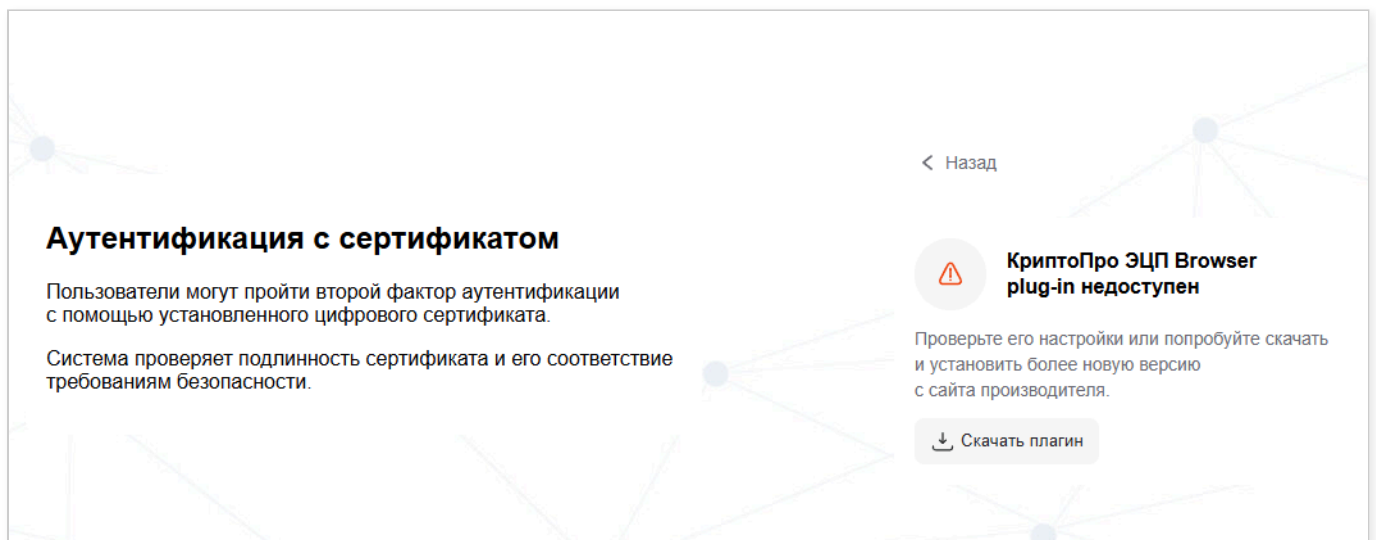 Назад
Аутентификация с сертификатом
Пользователи могут пройти второй фактор аутентификации
с помощью установленного цифрового сертификата.
Система проверяет подлинность сертификата и его соответствие
требованиям безопасности.
КриптоПро ЭЦП Browser
plug-in недоступен
Проверьте его настройки или попробуйте скачать
и установить более новую версию
с сайта производителя.
Скачать плагин